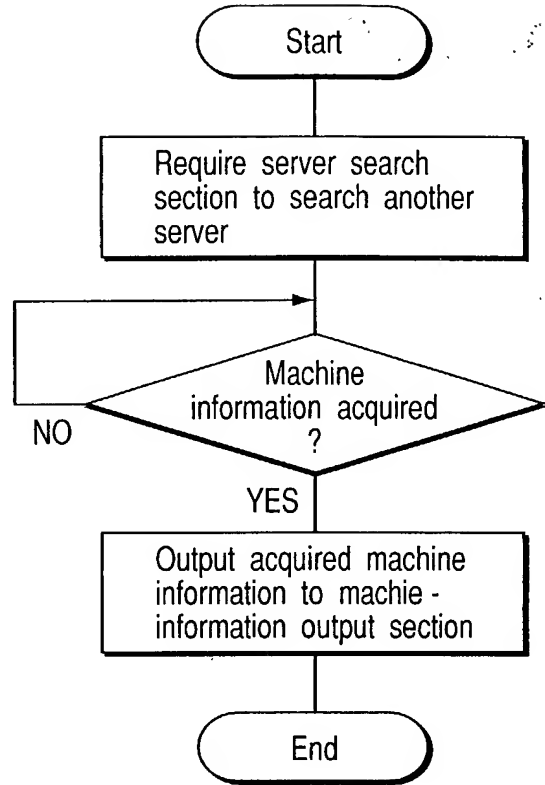 Start
Require server search
section to search another
server
Machine
information acquired
?
NO
YES
Output acquired machine
information to machie -
information output section
End